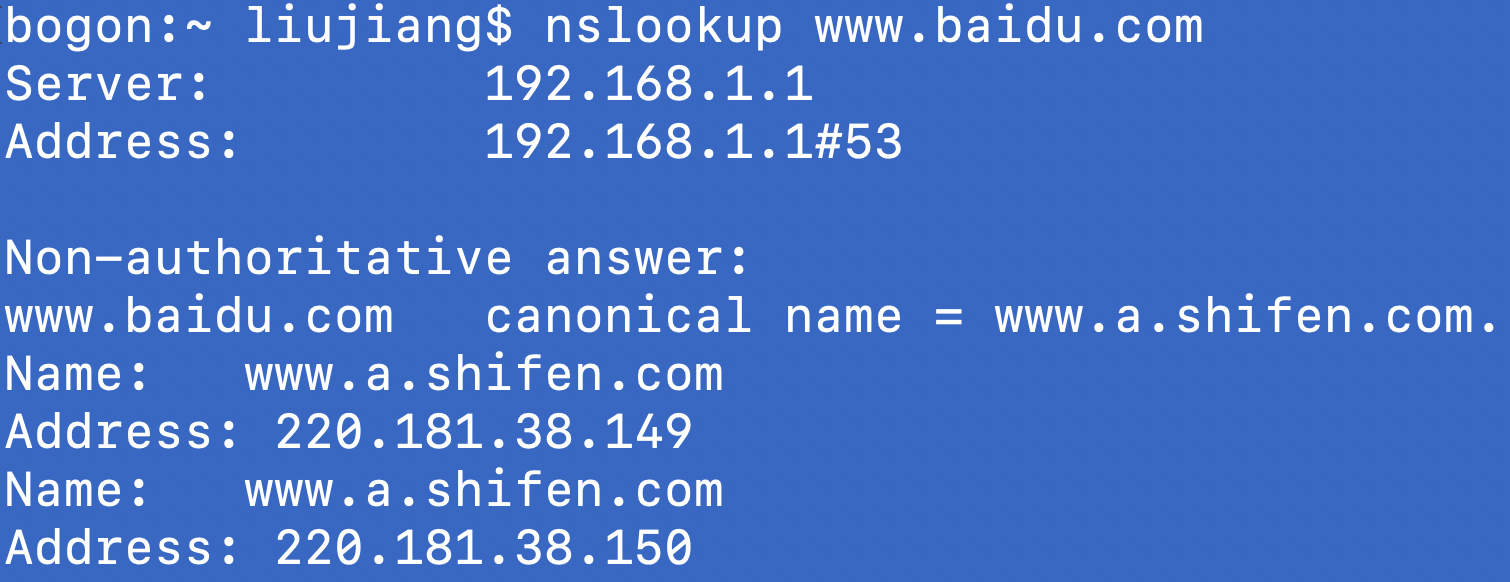 bogon:~ liujiang$ nslookup www.baidu.com
Server:		192.168.1.1
Address:	192.168.1.1#53

Non-authoritative answer:
www.baidu.com	canonical name = www.a.shifen.com.
Name:	www.a.shifen.com
Address: 220.181.38.149
Name:	www.a.shifen.com
Address: 220.181.38.150